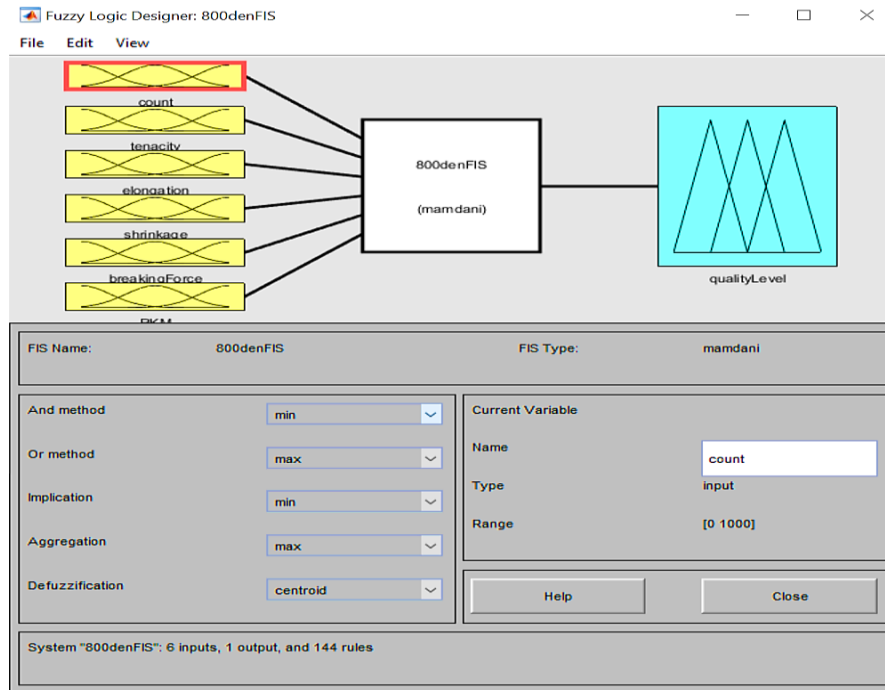 Fuzzy Logic Designer: 800denFIS
File Edit View
count
tenacity
elongation
shrinkage
breakingForce
RKM
800denFIS
(mamdani)
qualityLevel
FIS Name: 800denFIS FIS Type: mamdani
And method min
Or method max
Implication min
Aggregation max
Defuzzification centroid
Current Variable
Name count
Type input
Range [0 1000]
Help Close
System "800denFIS": 6 inputs, 1 output, and 144 rules